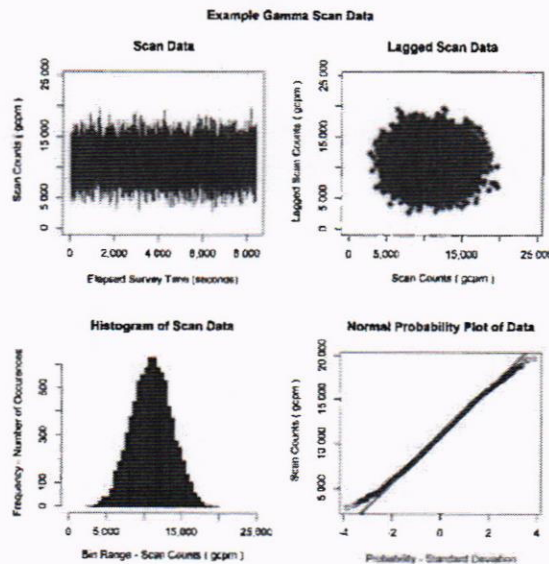 Example Gamma Scan Data
Scan Data
Scan Counts ( gcpm )
0 5 000 15 000 25 000
0 2,000 4,000 6,000 8 000
Elapsed Survey Time (seconds)
Lagged Scan Data
Lagged Scan Counts ( gcpm )
0 5 000 15 000 25 000
0 5,000 15,000 25 000
Scan Counts ( gcpm )
Histogram of Scan Data
Frequency - Number of Occurences
0 100 300 500
0 5 000 15 000 25,000
Bin Range - Scan Counts ( gcpm )
Normal Probability Plot of Data
Scan Counts ( gcpm )
5 000 10 000 15 000 20 000
-4 -2 0 2 4
Probability - Standard Deviation